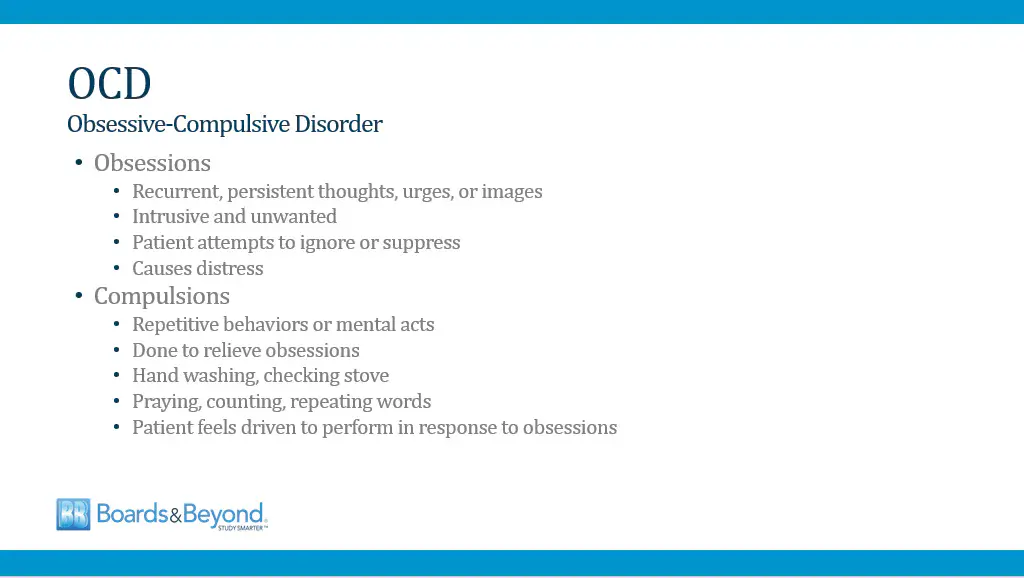 OCD
Obsessive-Compulsive Disorder
• Obsessions
• Recurrent, persistent thoughts, urges, or images
• Intrusive and unwanted
• Patient attempts to ignore or suppress
• Causes distress
• Compulsions
• Repetitive behaviors or mental acts
• Done to relieve obsessions
• Hand washing, checking stove
• Praying, counting, repeating words
• Patient feels driven to perform in response to obsessions
BB Boards&Beyond.
STUDY SMARTER™